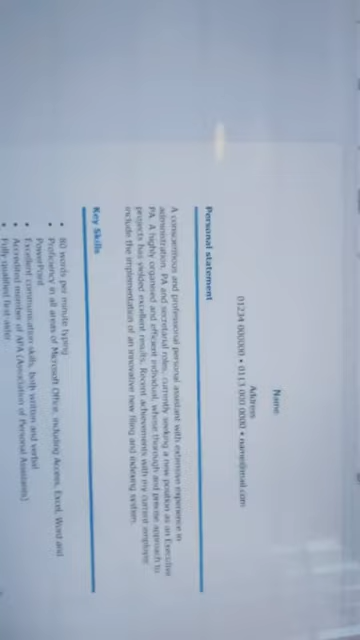 Name
Address
01234 000000 • 0113 000 0000 • name@mail.com
Personal statement
A conscientious and professional personal assistant with extensive experience in
administration, PA and secretarial roles, currently seeking a new position as an Executive
PA. A highly organised and efficient individual, whose thorough and precise approach to
projects has yielded excellent results. Recent achievements with my current employer
include the implementation of an innovative new filing and indexing system.
Key Skills
• 80 words per minute typing
• Proficiency in all areas of Microsoft Office, including Access, Excel, Word and
PowerPoint
• Excellent communication skills, both written and verbal
• Accredited member of APA (Association of Personal Assistants)
• Fully qualified first-aider